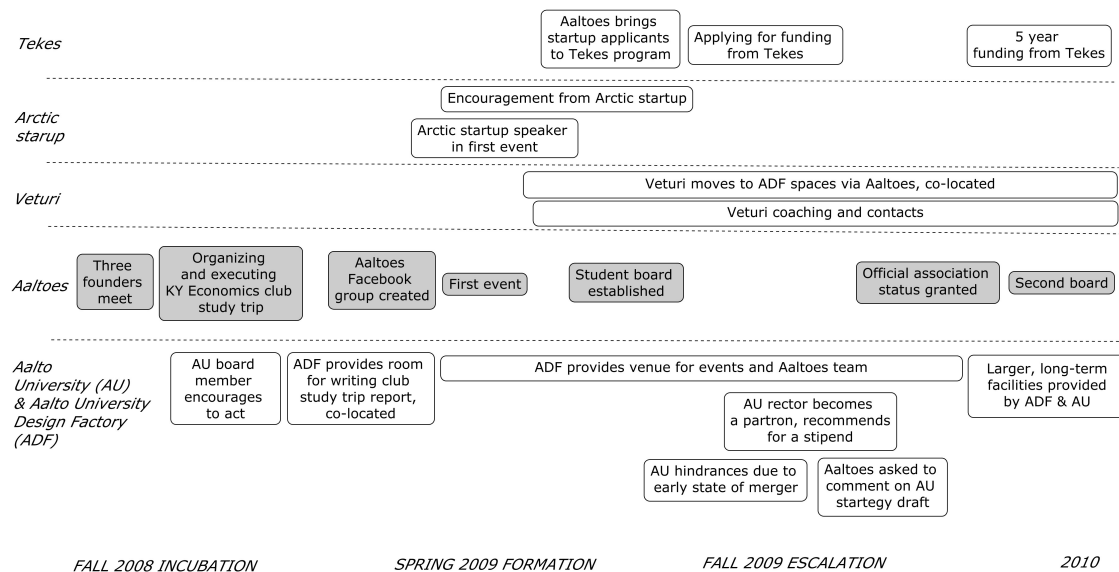 Tekes
Aaltoes brings
startup applicants
to Tekes program
Applying for funding
from Tekes
5 year
funding from Tekes
Arctic
starup
Encouragement from Arctic startup
Arctic startup speaker
in first event
Veturi
Veturi moves to ADF spaces via Aaltoes, co-located
Veturi coaching and contacts
Aaltoes
Three
founders
meet
Organizing
and executing
KY Economics club
study trip
Aaltoes
Facebook
group created
First event
Student board
established
Official association
status granted
Second board
Aalto
University (AU)
& Aalto University
Design Factory
(ADF)
AU board
member
encourages
to act
ADF provides room
for writing club
study trip report,
co-located
ADF provides venue for events and Aaltoes team
Larger, long-term
facilities provided
by ADF & AU
AU rector becomes
a partron, recommends
for a stipend
AU hindrances due to
early state of merger
Aaltoes asked to
comment on AU
startegy draft
FALL 2008 INCUBATION
SPRING 2009 FORMATION
FALL 2009 ESCALATION
2010